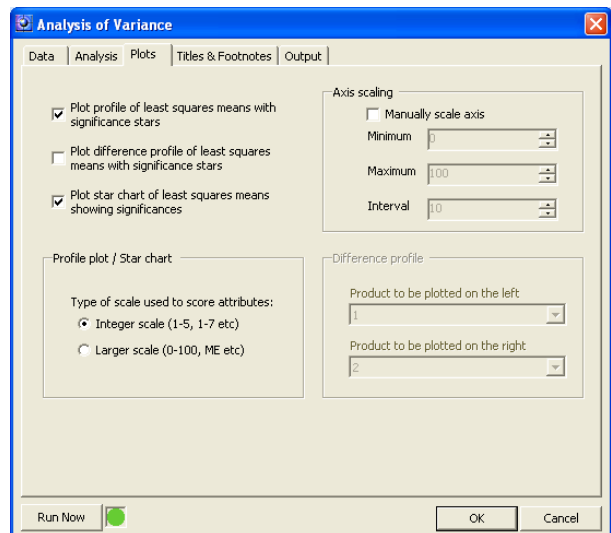 Analysis of Variance
Data
Analysis
Plots
Titles & Footnotes
Output
Plot profile of least squares means with
significance stars
Plot difference profile of least squares
means with significance stars
Plot star chart of least squares means
showing significances
Axis scaling
Manually scale axis
Minimum
0
Maximum
100
Interval
10
Profile plot / Star chart
Type of scale used to score attributes:
Integer scale (1-5, 1-7 etc)
Larger scale (0-100, ME etc)
Difference profile
Product to be plotted on the left
1
Product to be plotted on the right
2
Run Now
OK
Cancel